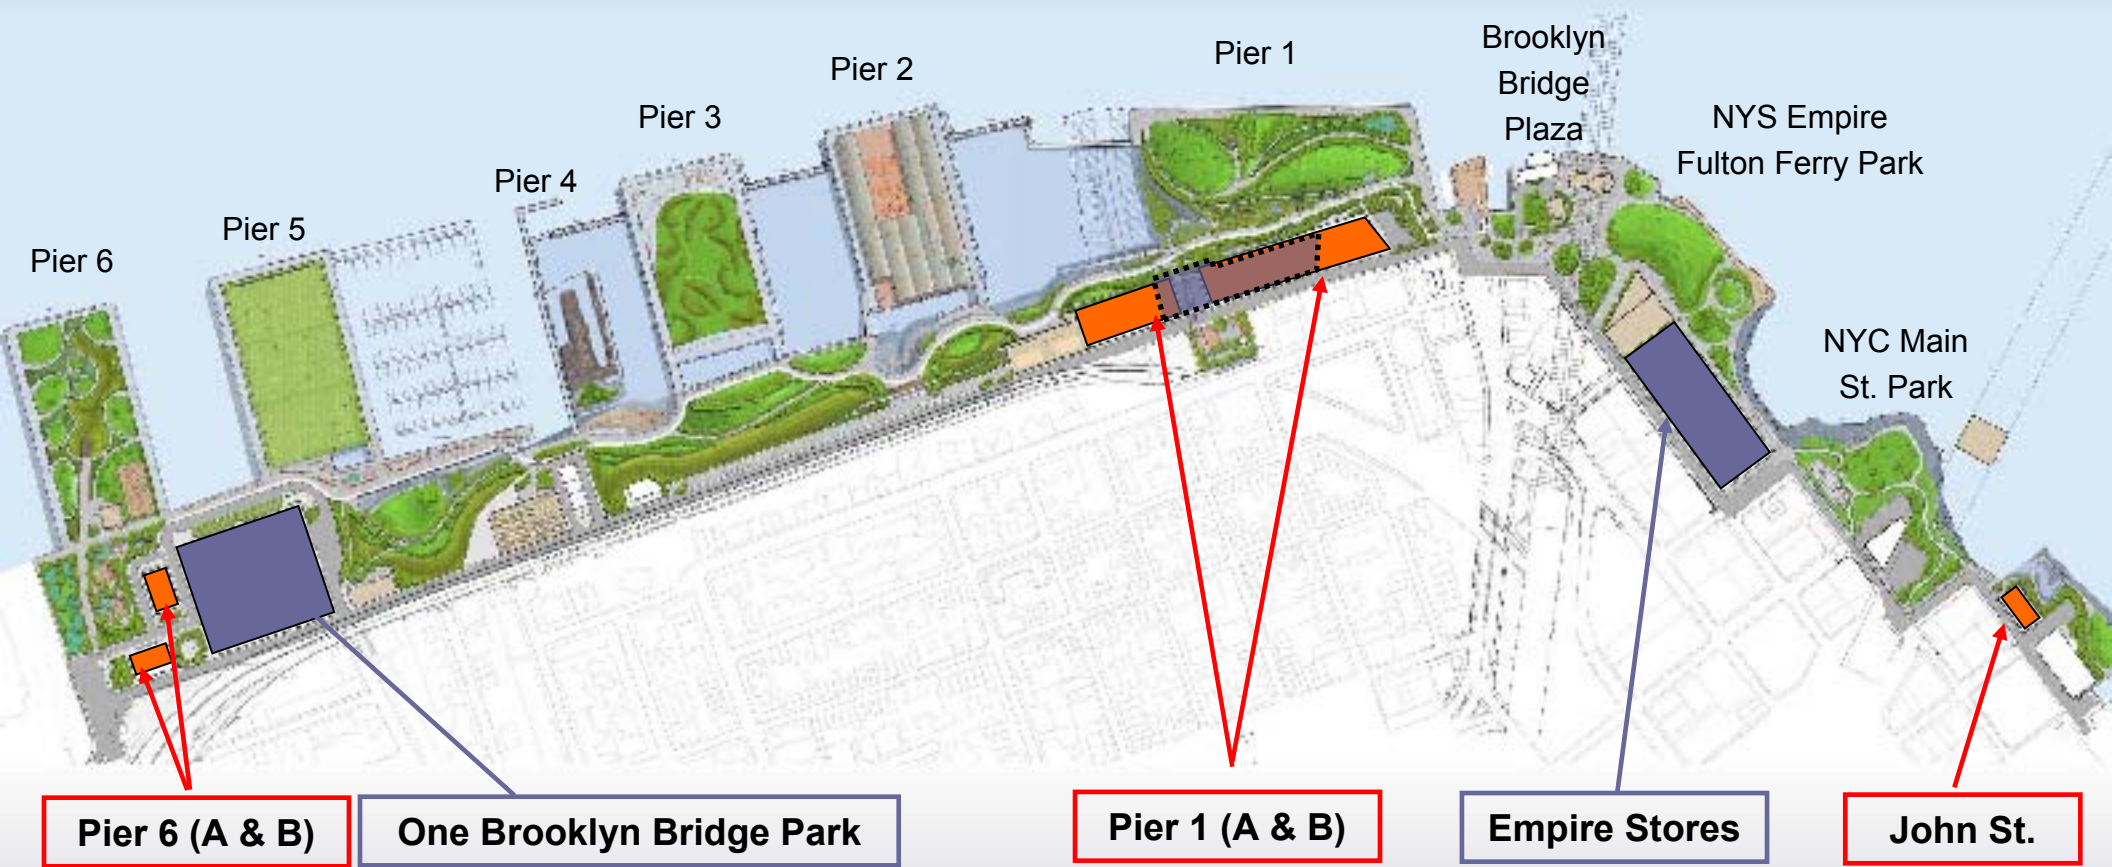 Brooklyn
Bridge
Plaza
Pier 1
Pier 2
Pier 3
NYS Empire
Fulton Ferry Park
Pier 4
Pier 5
Pier 6
NYC Main
St. Park
Pier 6 (A & B)
One Brooklyn Bridge Park
Pier 1 (A & B)
Empire Stores
John St.